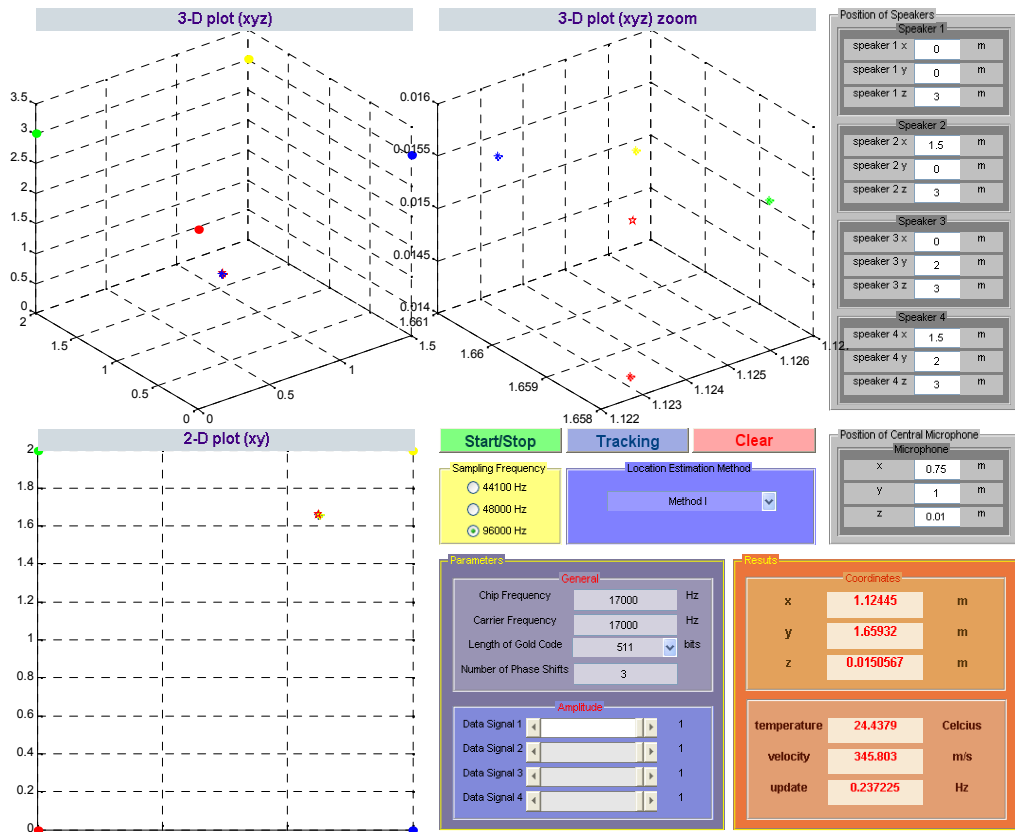 3-D plot (xyz)
3.5
3
2.5
2
1.5
1
0.5
0
2
1.5
1
0.5
0
0
0.5
1
1.5
3-D plot (xyz) zoom
0.016
0.0155
0.015
0.0145
0.014
1.661
1.66
1.659
1.658
1.122
1.123
1.124
1.125
1.126
1.12.
Position of Speakers
Speaker 1
speaker 1 x 0 m
speaker 1 y 0 m
speaker 1 z 3 m
Speaker 2
speaker 2 x 1.5 m
speaker 2 y 0 m
speaker 2 z 3 m
Speaker 3
speaker 3 x 0 m
speaker 3 y 2 m
speaker 3 z 3 m
Speaker 4
speaker 4 x 1.5 m
speaker 4 y 2 m
speaker 4 z 3 m
2-D plot (xy)
2
1.8
1.6
1.4
1.2
1
0.8
0.6
0.4
0.2
0
Start/Stop
Tracking
Clear
Sampling Frequency
44100 Hz
48000 Hz
96000 Hz
Location Estimation Method
Method I
Position of Central Microphone
Microphone
x 0.75 m
y 1 m
z 0.01 m
Parameters
General
Chip Frequency 17000 Hz
Carrier Frequency 17000 Hz
Length of Gold Code 511 bits
Number of Phase Shifts 3
Amplitude
Data Signal 1 1
Data Signal 2 1
Data Signal 3 1
Data Signal 4 1
Resuts
Coordinates
x 1.12445 m
y 1.65932 m
z 0.0150567 m
temperature 24.4379 Celcius
velocity 345.803 m/s
update 0.237225 Hz